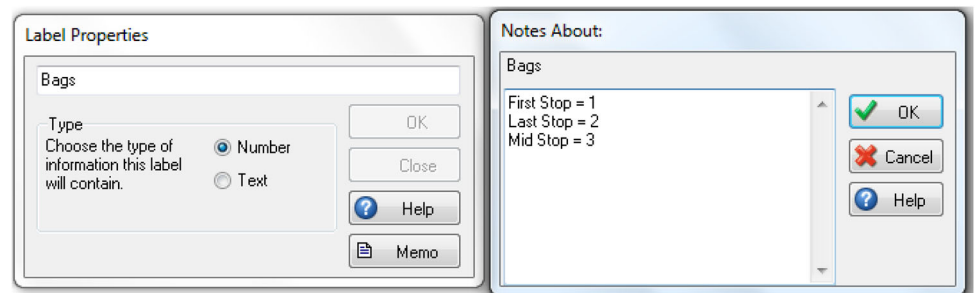 Label Properties
Bags
Type
Choose the type of
information this label
will contain.
Number
Text
OK
Close
Help
Memo
Notes About:
Bags
First Stop = 1
Last Stop = 2
Mid Stop = 3
OK
Cancel
Help